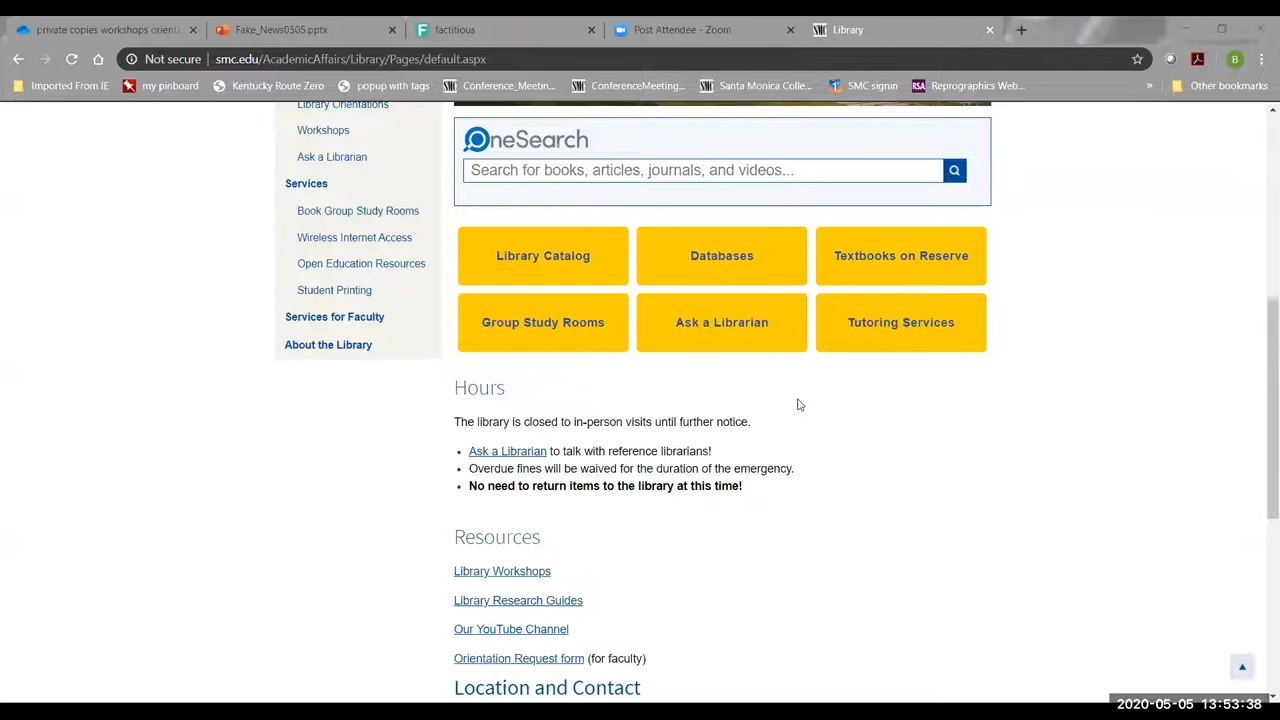 private copies workshops orient
Fake_News0505.pptx
factitious
Post Attendee - Zoom
Library
Not secure
smc.edu/AcademicAffairs/Library/Pages/default.aspx
B
Imported From IE
my pinboard
Kentucky Route Zero
popup with tags
SMC Conference_Meetin...
SMC ConferenceMeeting...
SMC Santa Monica Colle...
SMC signin
RSA Reprographics Web...
»
Other bookmarks
Library Orientations
Workshops
Ask a Librarian
Services
Book Group Study Rooms
Wireless Internet Access
Open Education Resources
Student Printing
Services for Faculty
About the Library
OneSearch
Search for books, articles, journals, and videos...
Library Catalog
Databases
Textbooks on Reserve
Group Study Rooms
Ask a Librarian
Tutoring Services
Hours
The library is closed to in-person visits until further notice.
• Ask a Librarian to talk with reference librarians!
• Overdue fines will be waived for the duration of the emergency.
• No need to return items to the library at this time!
Resources
Library Workshops
Library Research Guides
Our YouTube Channel
Orientation Request form (for faculty)
Location and Contact
2020-05-05 13:53:38